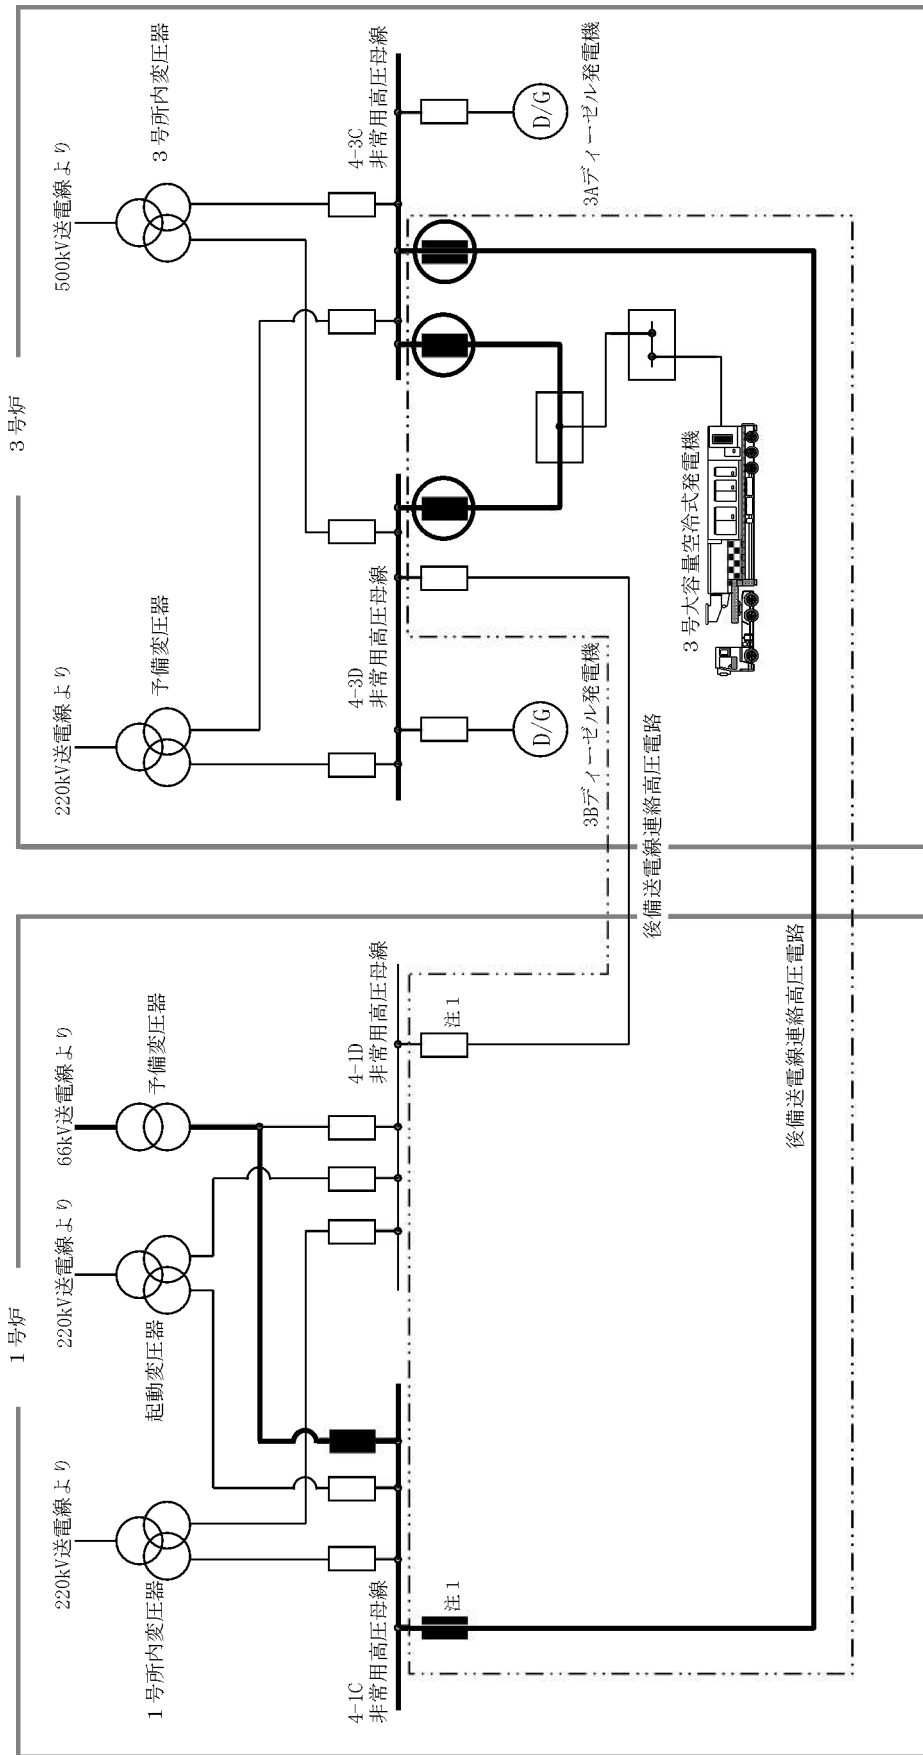 1号炉
3号炉
220kV送電線より
1号所内変圧器
220kV送電線より
起動変圧器
66kV送電線より
予備変圧器
220kV送電線より
予備変圧器
500kV送電線より
3号所内変圧器
4-1C
非常用高圧母線
4-1D
非常用高圧母線
4-3D
非常用高圧母線
4-3C
非常用高圧母線
注1
注1
D/G
3Bディーゼル発電機
D/G
3Aディーゼル発電機
後備送電線連絡高圧電路
3号大容量空冷式発電機
後備送電線連絡高圧電路